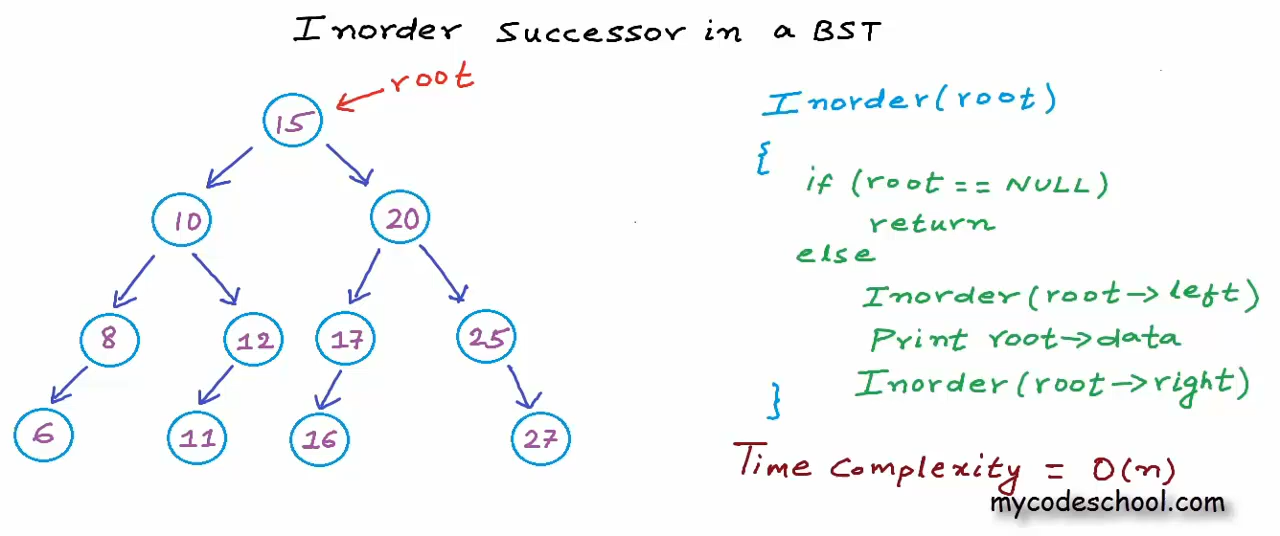 Inorder Successor in a BST
root
15
10 20
8 12 17 25
6 11 16 27
Inorder(root)
{
if (root == NULL)
return
else
Inorder(root→left)
Print root→data
Inorder(root→right)
}
Time Complexity = O(n)
mycodeschool.com